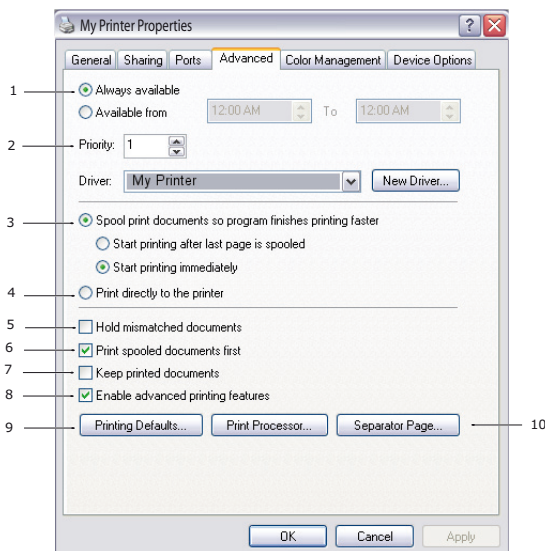 My Printer Properties
?
General Sharing Ports Advanced Color Management Device Options
1 Always available
Available from 12:00 AM To 12:00 AM
2 Priority: 1
Driver: My Printer New Driver...
3 Spool print documents so program finishes printing faster
Start printing after last page is spooled
Start printing immediately
4 Print directly to the printer
5 Hold mismatched documents
6 Print spooled documents first
7 Keep printed documents
8 Enable advanced printing features
9 Printing Defaults... Print Processor... Separator Page... 10
OK Cancel Apply